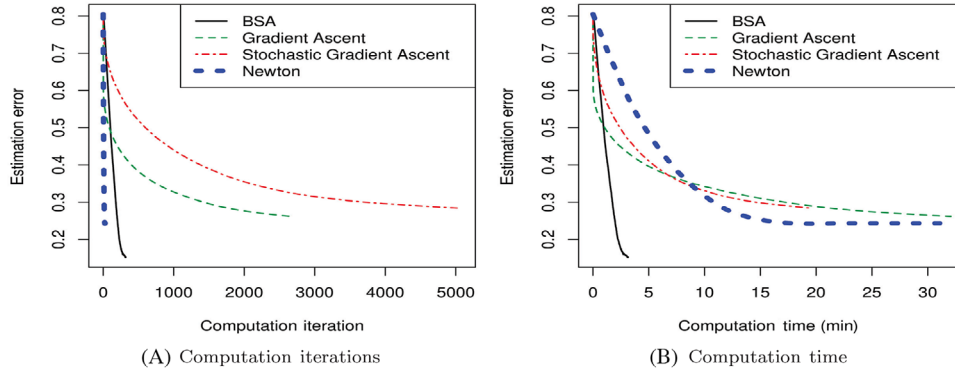 BSA
Gradient Ascent
Stochastic Gradient Ascent
Newton
Estimation error
0.8
0.7
0.6
0.5
0.4
0.3
0.2
0 1000 2000 3000 4000 5000
Computation iteration
(A) Computation iterations
BSA
Gradient Ascent
Stochastic Gradient Ascent
Newton
Estimation error
0.8
0.7
0.6
0.5
0.4
0.3
0.2
0 5 10 15 20 25 30
Computation time (min)
(B) Computation time